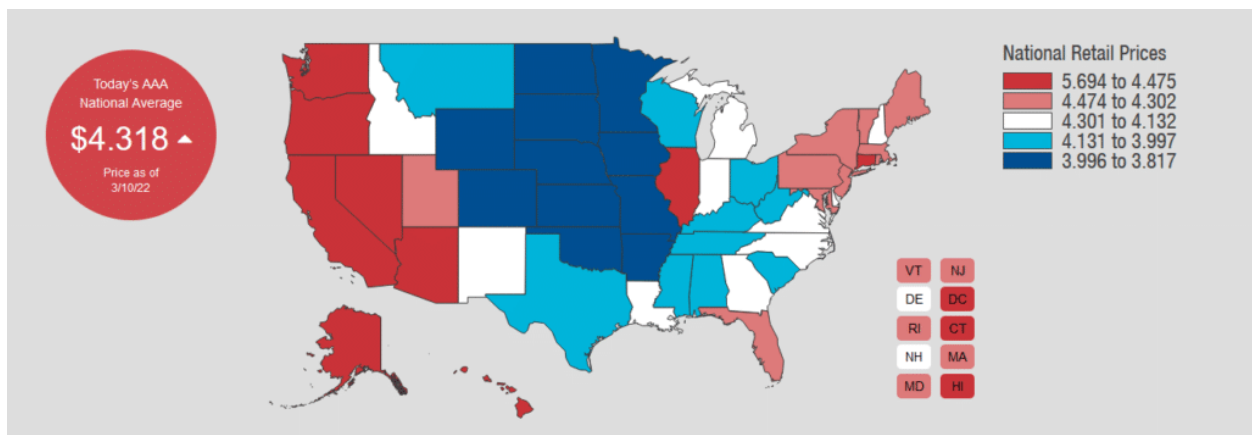 Today's AAA
National Average
$4.318
Price as of
3/10/22
National Retail Prices
5.694 to 4.475
4.474 to 4.302
4.301 to 4.132
4.131 to 3.997
3.996 to 3.817
VT NJ
DE DC
RI CT
NH MA
MD HI